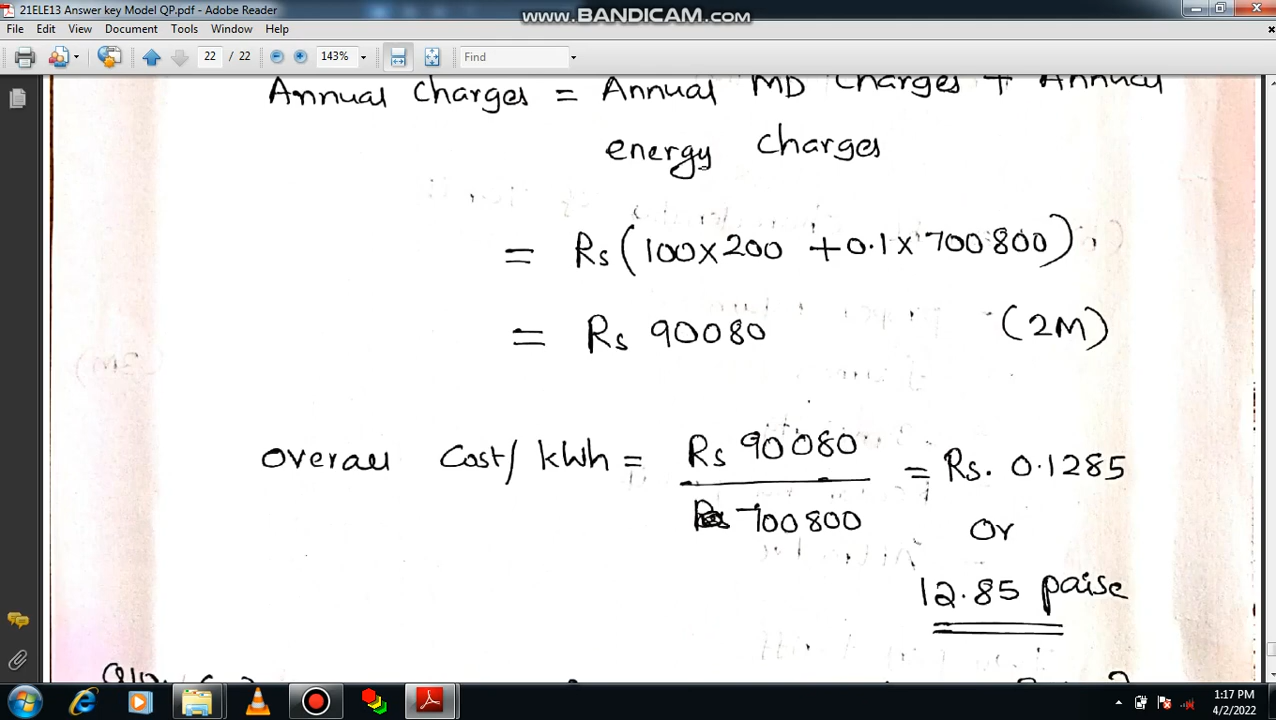 21ELE13 Answer key Model QP.pdf - Adobe Reader
www.BANDICAM.com
File Edit View Document Tools Window Help
22 / 22 143% Find
Annual Charges = Annual MD Charges + Annual
energy Charges
= Rs (100x200 + 0.1x 700800)
= Rs 90080 (2M)
Overall Cost/ kWh = Rs 90080 = Rs. 0.1285
700800
Or
12.85 paise
1:17 PM
4/2/2022